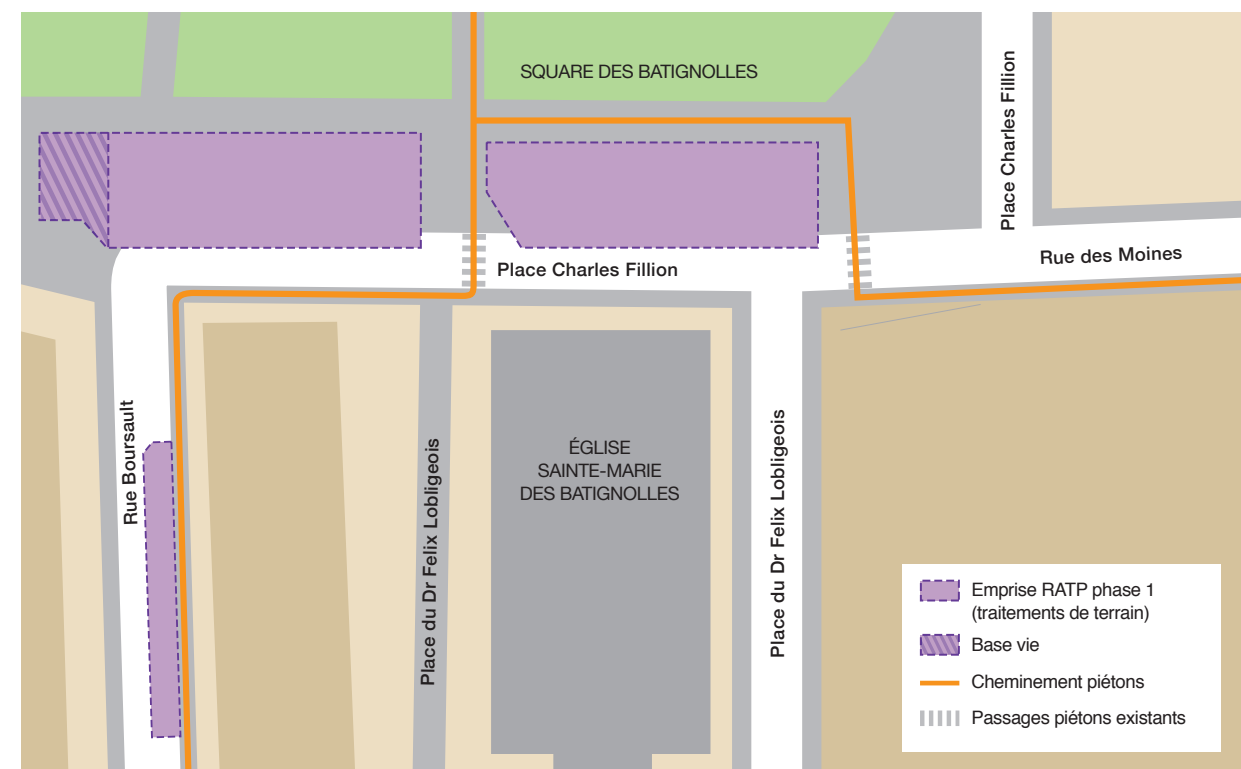 SQUARE DES BATIGNOLLES
Place Charles Fillion
Place Charles Fillion
Rue des Moines
Rue Boursault
Place du Dr Felix Lobligeois
ÉGLISE
SAINTE-MARIE
DES BATIGNOLLES
Place du Dr Felix Lobligeois
Emprise RATP phase 1
(traitements de terrain)
Base vie
Cheminement piétons
Passages piétons existants